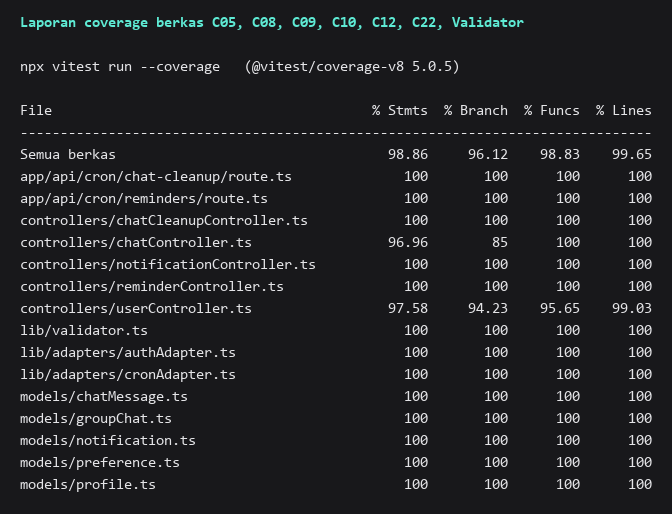 Laporan coverage berkas C05, C08, C09, C10, C12, C22, Validator
npx vitest run --coverage (@vitest/coverage-v8 5.0.5)
File % Stmts % Branch % Funcs % Lines
-------------------------------------------------------------------------------
Semua berkas 98.86 96.12 98.83 99.65
app/api/cron/chat-cleanup/route.ts 100 100 100 100
app/api/cron/reminders/route.ts 100 100 100 100
controllers/chatCleanupController.ts 100 100 100 100
controllers/chatController.ts 96.96 85 100 100
controllers/notificationController.ts 100 100 100 100
controllers/reminderController.ts 100 100 100 100
controllers/userController.ts 97.58 94.23 95.65 99.03
lib/validator.ts 100 100 100 100
lib/adapters/authAdapter.ts 100 100 100 100
lib/adapters/cronAdapter.ts 100 100 100 100
models/chatMessage.ts 100 100 100 100
models/groupChat.ts 100 100 100 100
models/notification.ts 100 100 100 100
models/preference.ts 100 100 100 100
models/profile.ts 100 100 100 100